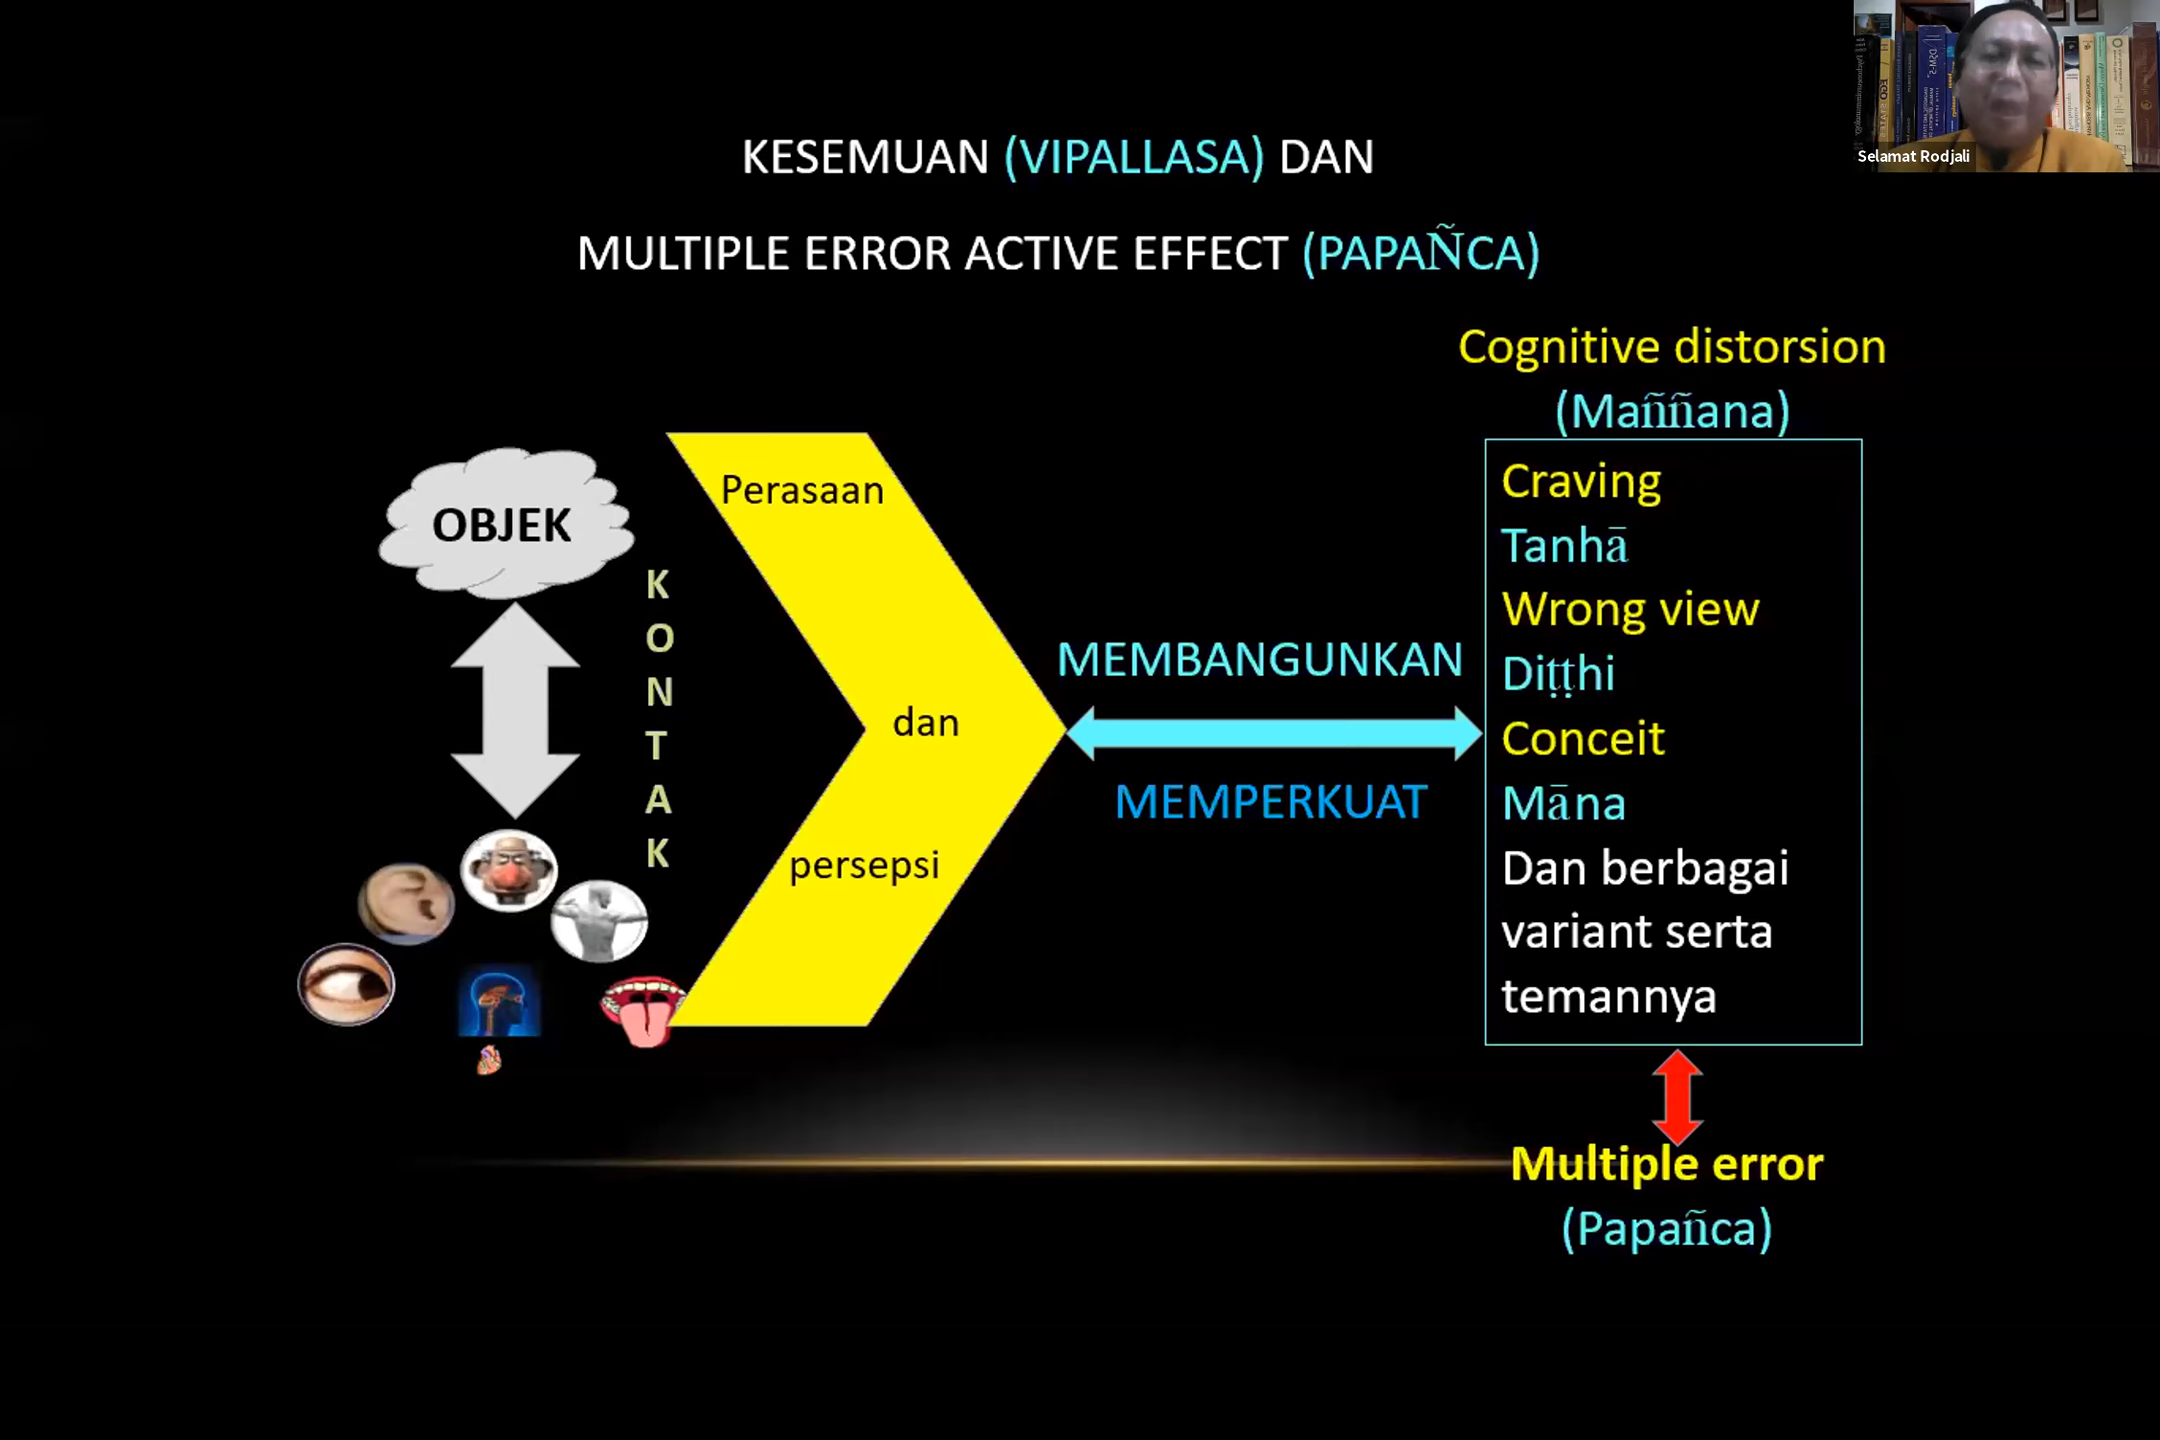 Selamat Rodjali
KESEMUAN (VIPALLASA) DAN
MULTIPLE ERROR ACTIVE EFFECT (PAPAÑCA)
OBJEK
K
O
N
T
A
K
Perasaan
dan
persepsi
MEMBANGUNKAN
MEMPERKUAT
Cognitive distorsion
(Maññana)
Craving
Tanhā
Wrong view
Diṭṭhi
Conceit
Māna
Dan berbagai
variant serta
temannya
Multiple error
(Papañca)